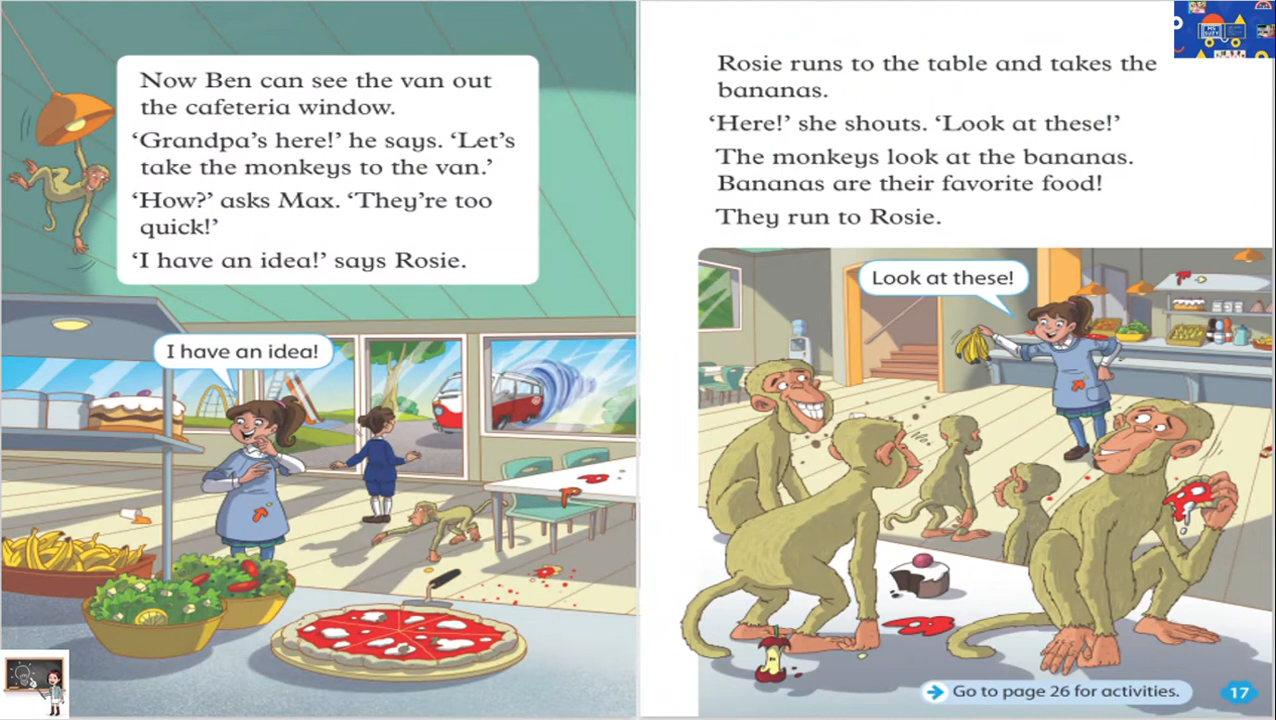 Now Ben can see the van out
the cafeteria window.
‘Grandpa’s here!’ he says. ‘Let’s
take the monkeys to the van.’
‘How?’ asks Max. ‘They’re too
quick!’
‘I have an idea!’ says Rosie.
I have an idea!
Rosie runs to the table and takes the
bananas.
‘Here!’ she shouts. ‘Look at these!’
The monkeys look at the bananas.
Bananas are their favorite food!
They run to Rosie.
Look at these!
Go to page 26 for activities.
17